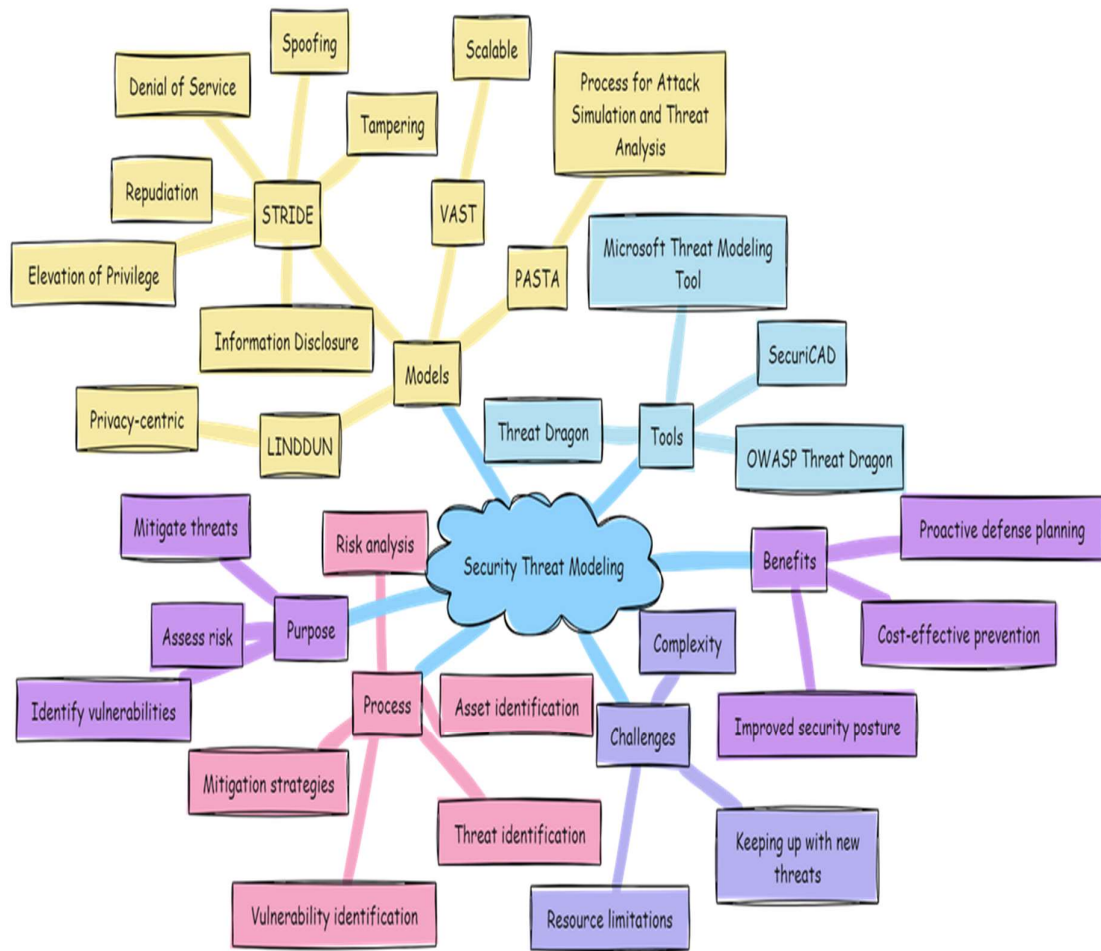 Spoofing
Scalable
Denial of Service
Process for Attack
Simulation and Threat
Analysis
Tampering
Repudiation
STRIDE
VAST
Elevation of Privilege
PASTA
Microsoft Threat Modeling
Tool
Information Disclosure
Models
SecuriCAD
Privacy-centric
LINDDUN
Threat Dragon
Tools
OWASP Threat Dragon
Mitigate threats
Risk analysis
Security Threat Modeling
Benefits
Proactive defense planning
Assess risk
Purpose
Complexity
Cost-effective prevention
Identify vulnerabilities
Process
Asset identification
Challenges
Improved security posture
Mitigation strategies
Threat identification
Keeping up with new
threats
Vulnerability identification
Resource limitations